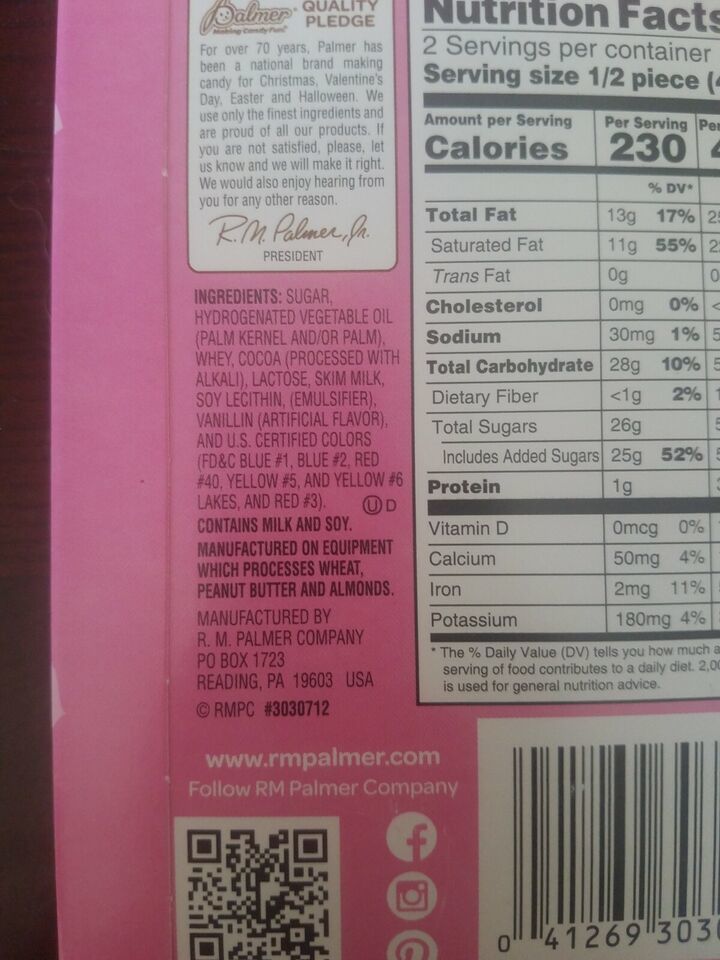 Palmer
Making Candy Fun!
QUALITY
PLEDGE
For over 70 years, Palmer has
been a national brand making
candy for Christmas, Valentine's
Day, Easter and Halloween. We
use only the finest ingredients and
are proud of all our products. If
you are not satisfied, please, let
us know and we will make it right.
We would also enjoy hearing from
you for any other reason.
R.M. Palmer, Jr.
PRESIDENT
INGREDIENTS: SUGAR,
HYDROGENATED VEGETABLE OIL
(PALM KERNEL AND/OR PALM),
WHEY, COCOA (PROCESSED WITH
ALKALI), LACTOSE, SKIM MILK,
SOY LECITHIN, (EMULSIFIER),
VANILLIN (ARTIFICIAL FLAVOR),
AND U.S. CERTIFIED COLORS
(FD&C BLUE #1, BLUE #2, RED
#40, YELLOW #5, AND YELLOW #6
LAKES, AND RED #3). Ⓤ D
CONTAINS MILK AND SOY.
MANUFACTURED ON EQUIPMENT
WHICH PROCESSES WHEAT,
PEANUT BUTTER AND ALMONDS.
MANUFACTURED BY
R. M. PALMER COMPANY
PO BOX 1723
READING, PA 19603 USA
© RMPC #3030712
www.rmpalmer.com
Follow RM Palmer Company
Nutrition Facts
2 Servings per container
Serving size 1/2 piece (
Amount per Serving Per Serving Per
Calories 230
% DV*
Total Fat 13g 17%
Saturated Fat 11g 55%
Trans Fat 0g
Cholesterol 0mg 0% <
Sodium 30mg 1%
Total Carbohydrate 28g 10%
Dietary Fiber <1g 2%
Total Sugars 26g
Includes Added Sugars 25g 52%
Protein 1g
Vitamin D 0mcg 0%
Calcium 50mg 4%
Iron 2mg 11%
Potassium 180mg 4%
* The % Daily Value (DV) tells you how much a
serving of food contributes to a daily diet. 2,00
is used for general nutrition advice.
0 41269 303